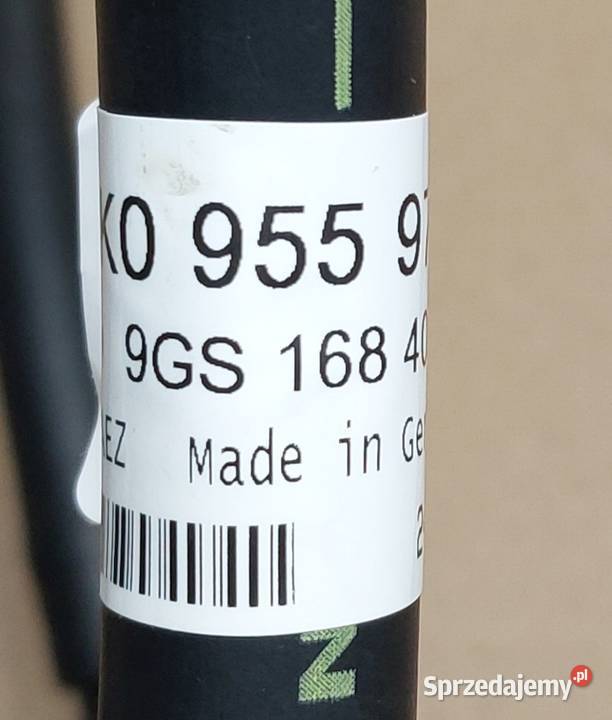 K0 955 97
9GS 168 40
EZ Made in Ge
2
N
Sprzedajemy.pl